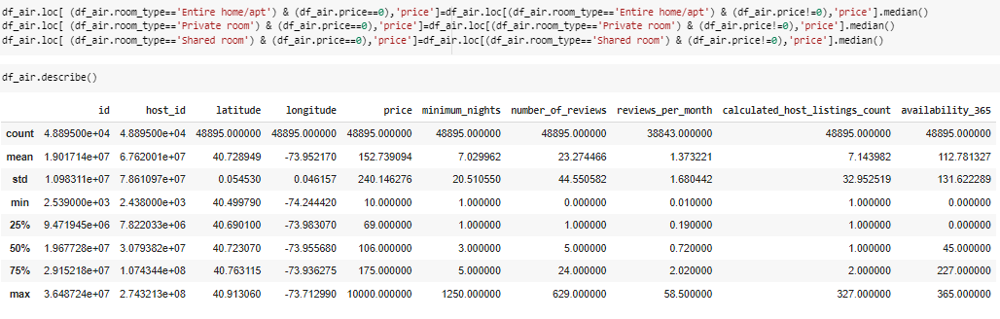 df_air.loc[ (df_air.room_type=='Entire home/apt') & (df_air.price==0),'price']=df_air.loc[(df_air.room_type=='Entire home/apt') & (df_air.price!=0),'price'].median()
df_air.loc[ (df_air.room_type=='Private room') & (df_air.price==0),'price']=df_air.loc[(df_air.room_type=='Private room') & (df_air.price!=0),'price'].median()
df_air.loc[ (df_air.room_type=='Shared room') & (df_air.price==0),'price']=df_air.loc[(df_air.room_type=='Shared room') & (df_air.price!=0),'price'].median()
df_air.describe()
id host_id latitude longitude price minimum_nights number_of_reviews reviews_per_month calculated_host_listings_count availability_365
count 4.889500e+04 4.889500e+04 48895.000000 48895.000000 48895.000000 48895.000000 48895.000000 38843.000000 48895.000000 48895.000000
mean 1.901714e+07 6.762001e+07 40.728949 -73.952170 152.739094 7.029962 23.274466 1.373221 7.143982 112.781327
std 1.098311e+07 7.861097e+07 0.054530 0.046157 240.146276 20.510550 44.550582 1.680442 32.952519 131.622289
min 2.539000e+03 2.438000e+03 40.499790 -74.244420 10.000000 1.000000 0.000000 0.010000 1.000000 0.000000
25% 9.471945e+06 7.822033e+06 40.690100 -73.983070 69.000000 1.000000 1.000000 0.190000 1.000000 0.000000
50% 1.967728e+07 3.079382e+07 40.723070 -73.955680 106.000000 3.000000 5.000000 0.720000 1.000000 45.000000
75% 2.915218e+07 1.074344e+08 40.763115 -73.936275 175.000000 5.000000 24.000000 2.020000 2.000000 227.000000
max 3.648724e+07 2.743213e+08 40.913060 -73.712990 10000.000000 1250.000000 629.000000 58.500000 327.000000 365.000000